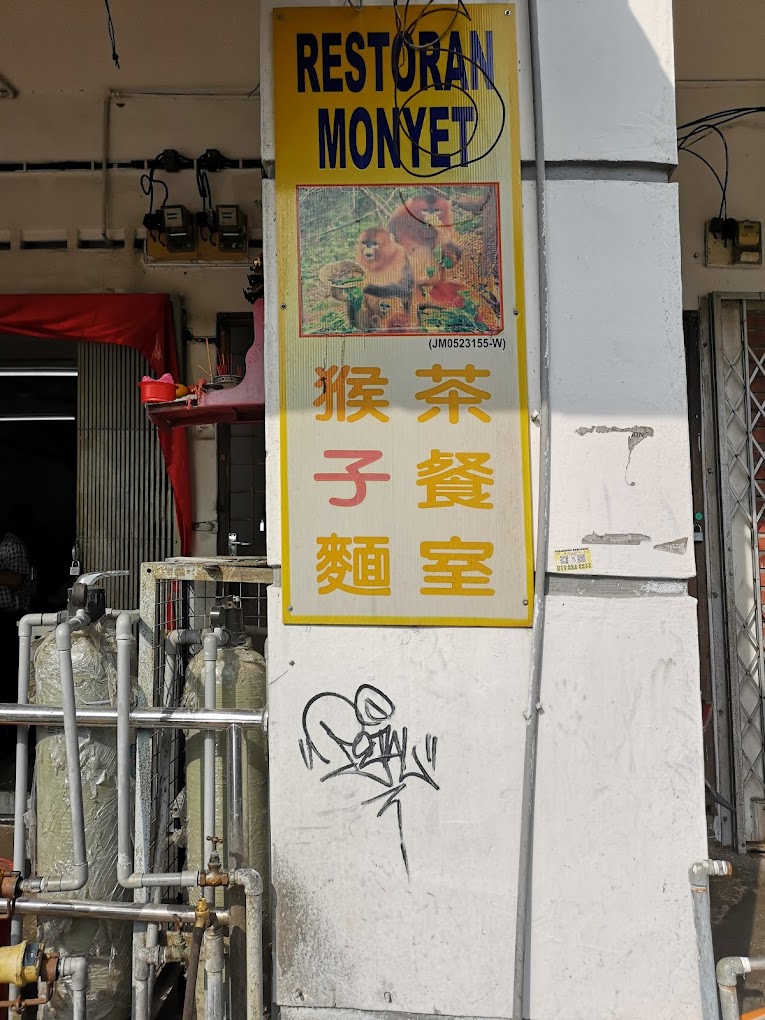 RESTORAN
MONYET
(JM0523155-W)
猴 茶
子 餐
麵 室